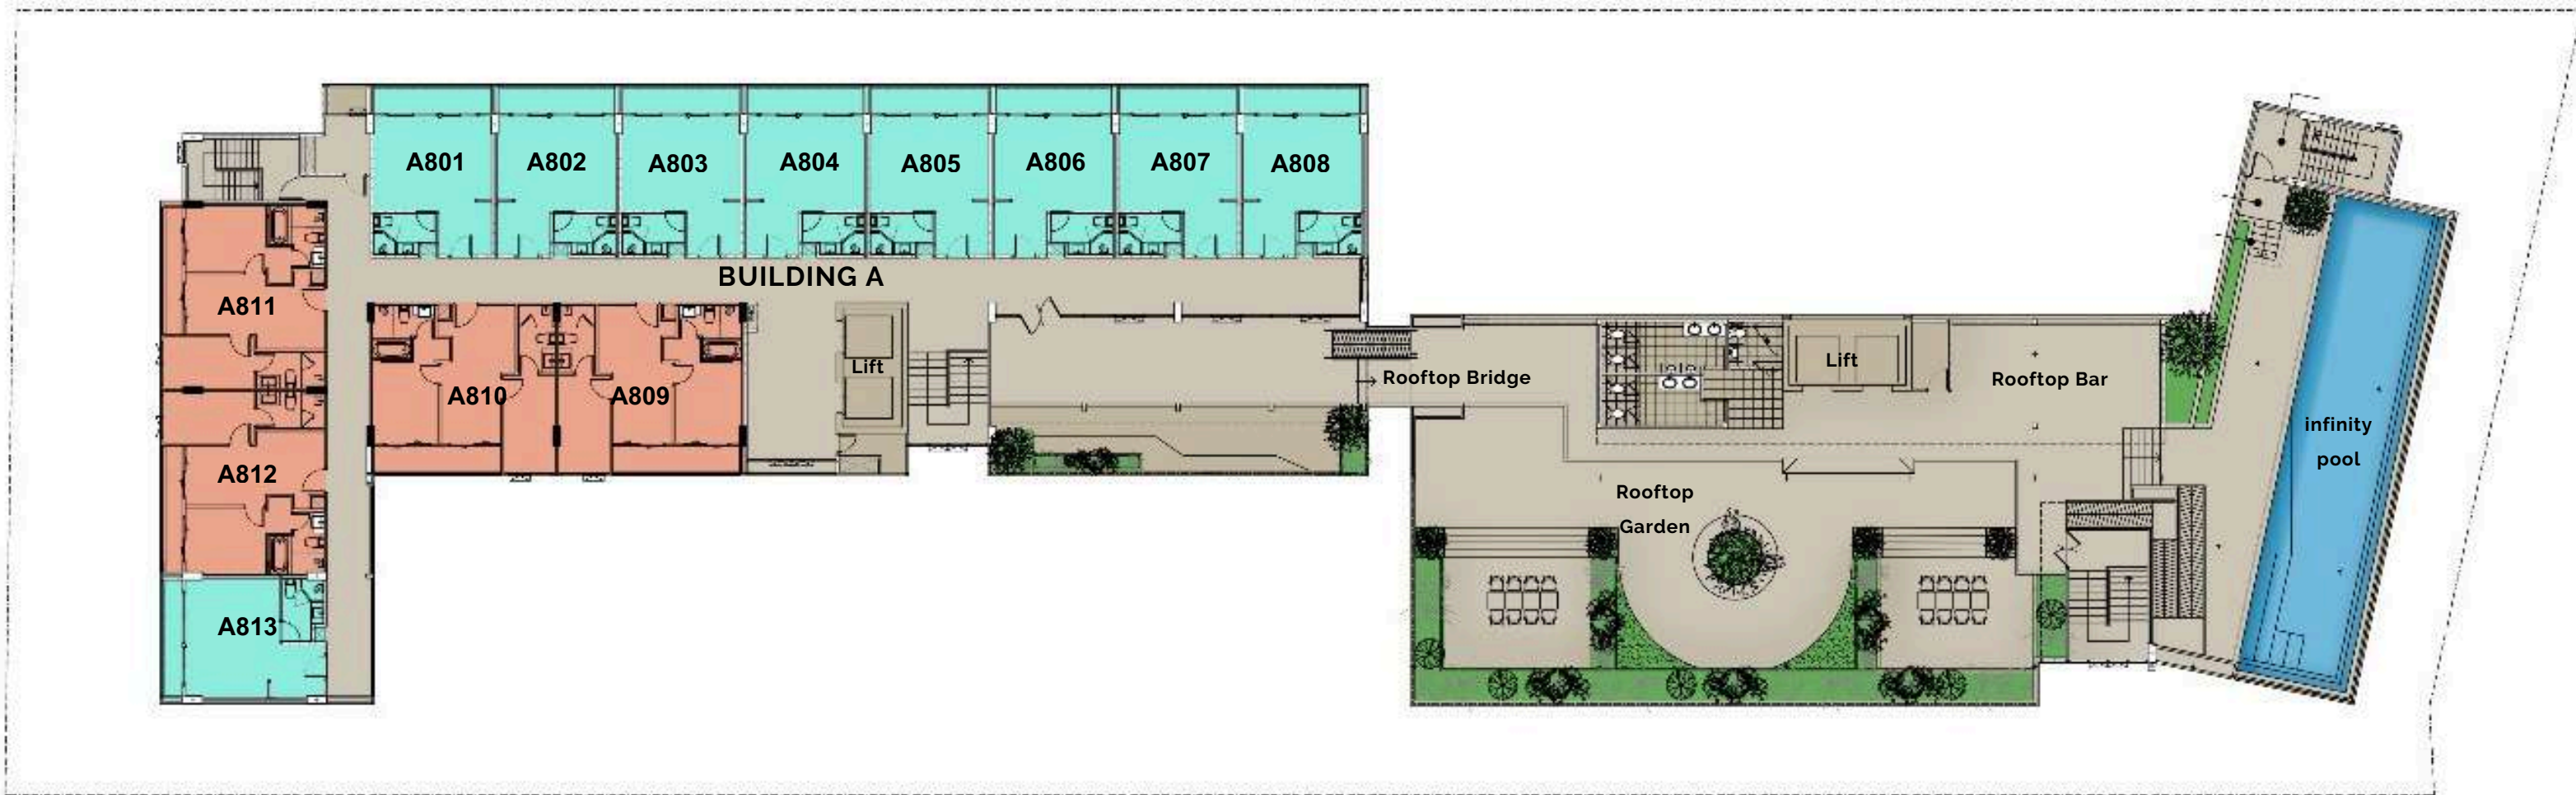 A801
A802
A803
A804
A805
A806
A807
A808
BUILDING A
A811
A810
A809
Lift
Rooftop Bridge
Lift
Rooftop Bar
infinity
pool
A812
Rooftop
Garden
A813